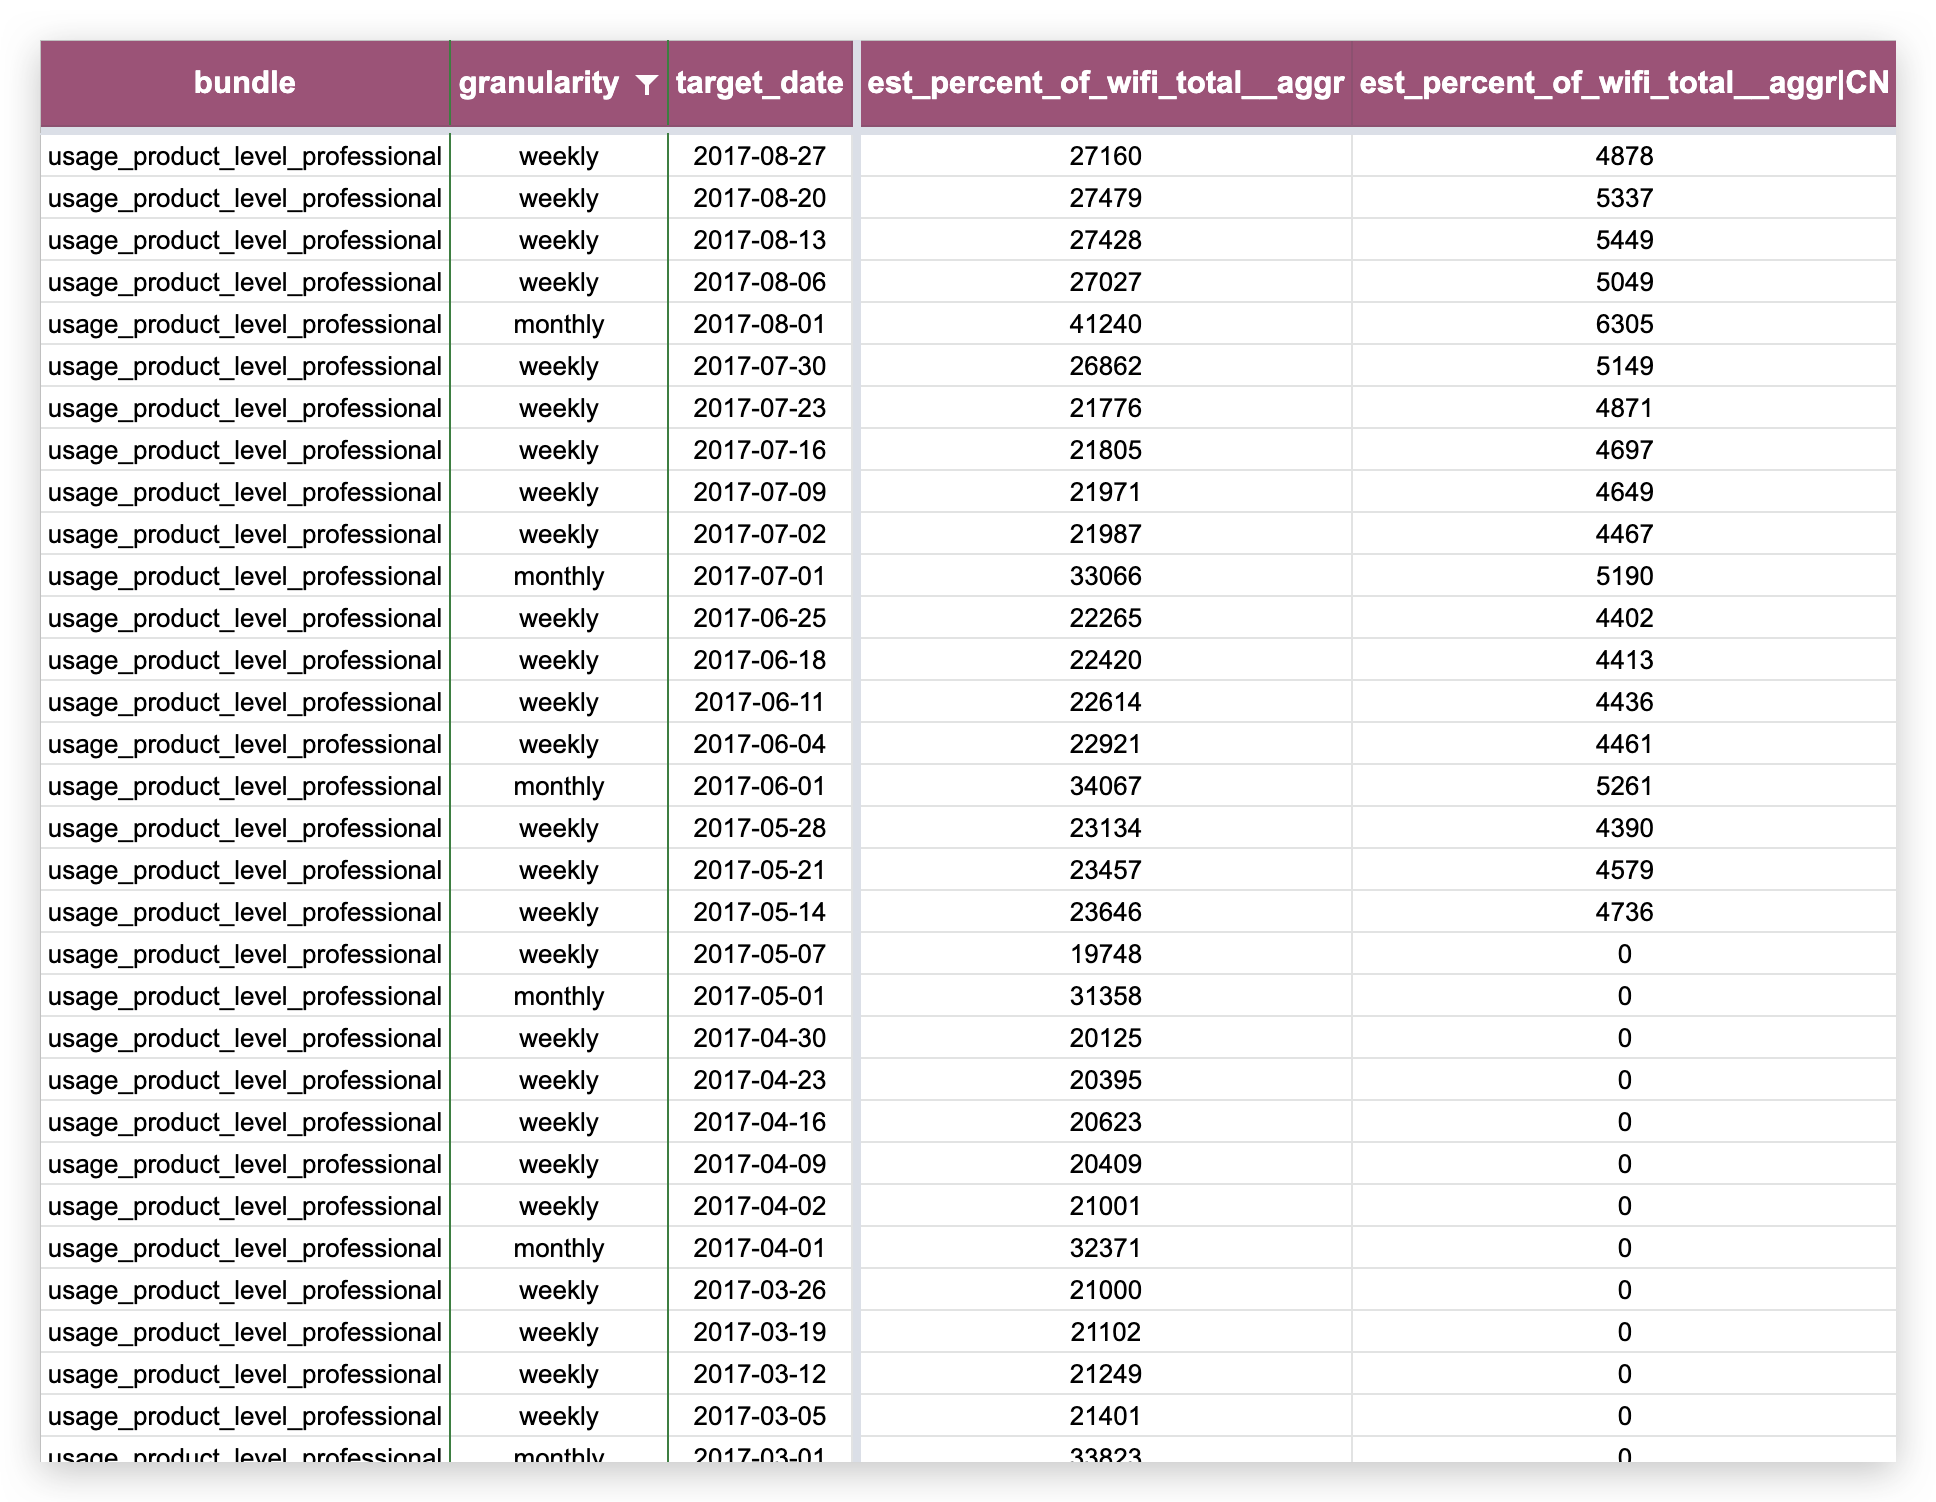 bundle granularity target_date est_percent_of_wifi_total__aggr est_percent_of_wifi_total__aggr|CN
usage_product_level_professional weekly 2017-08-27 27160 4878
usage_product_level_professional weekly 2017-08-20 27479 5337
usage_product_level_professional weekly 2017-08-13 27428 5449
usage_product_level_professional weekly 2017-08-06 27027 5049
usage_product_level_professional monthly 2017-08-01 41240 6305
usage_product_level_professional weekly 2017-07-30 26862 5149
usage_product_level_professional weekly 2017-07-23 21776 4871
usage_product_level_professional weekly 2017-07-16 21805 4697
usage_product_level_professional weekly 2017-07-09 21971 4649
usage_product_level_professional weekly 2017-07-02 21987 4467
usage_product_level_professional monthly 2017-07-01 33066 5190
usage_product_level_professional weekly 2017-06-25 22265 4402
usage_product_level_professional weekly 2017-06-18 22420 4413
usage_product_level_professional weekly 2017-06-11 22614 4436
usage_product_level_professional weekly 2017-06-04 22921 4461
usage_product_level_professional monthly 2017-06-01 34067 5261
usage_product_level_professional weekly 2017-05-28 23134 4390
usage_product_level_professional weekly 2017-05-21 23457 4579
usage_product_level_professional weekly 2017-05-14 23646 4736
usage_product_level_professional weekly 2017-05-07 19748 0
usage_product_level_professional monthly 2017-05-01 31358 0
usage_product_level_professional weekly 2017-04-30 20125 0
usage_product_level_professional weekly 2017-04-23 20395 0
usage_product_level_professional weekly 2017-04-16 20623 0
usage_product_level_professional weekly 2017-04-09 20409 0
usage_product_level_professional weekly 2017-04-02 21001 0
usage_product_level_professional monthly 2017-04-01 32371 0
usage_product_level_professional weekly 2017-03-26 21000 0
usage_product_level_professional weekly 2017-03-19 21102 0
usage_product_level_professional weekly 2017-03-12 21249 0
usage_product_level_professional weekly 2017-03-05 21401 0
usage_product_level_professional monthly 2017-03-01 33823 0